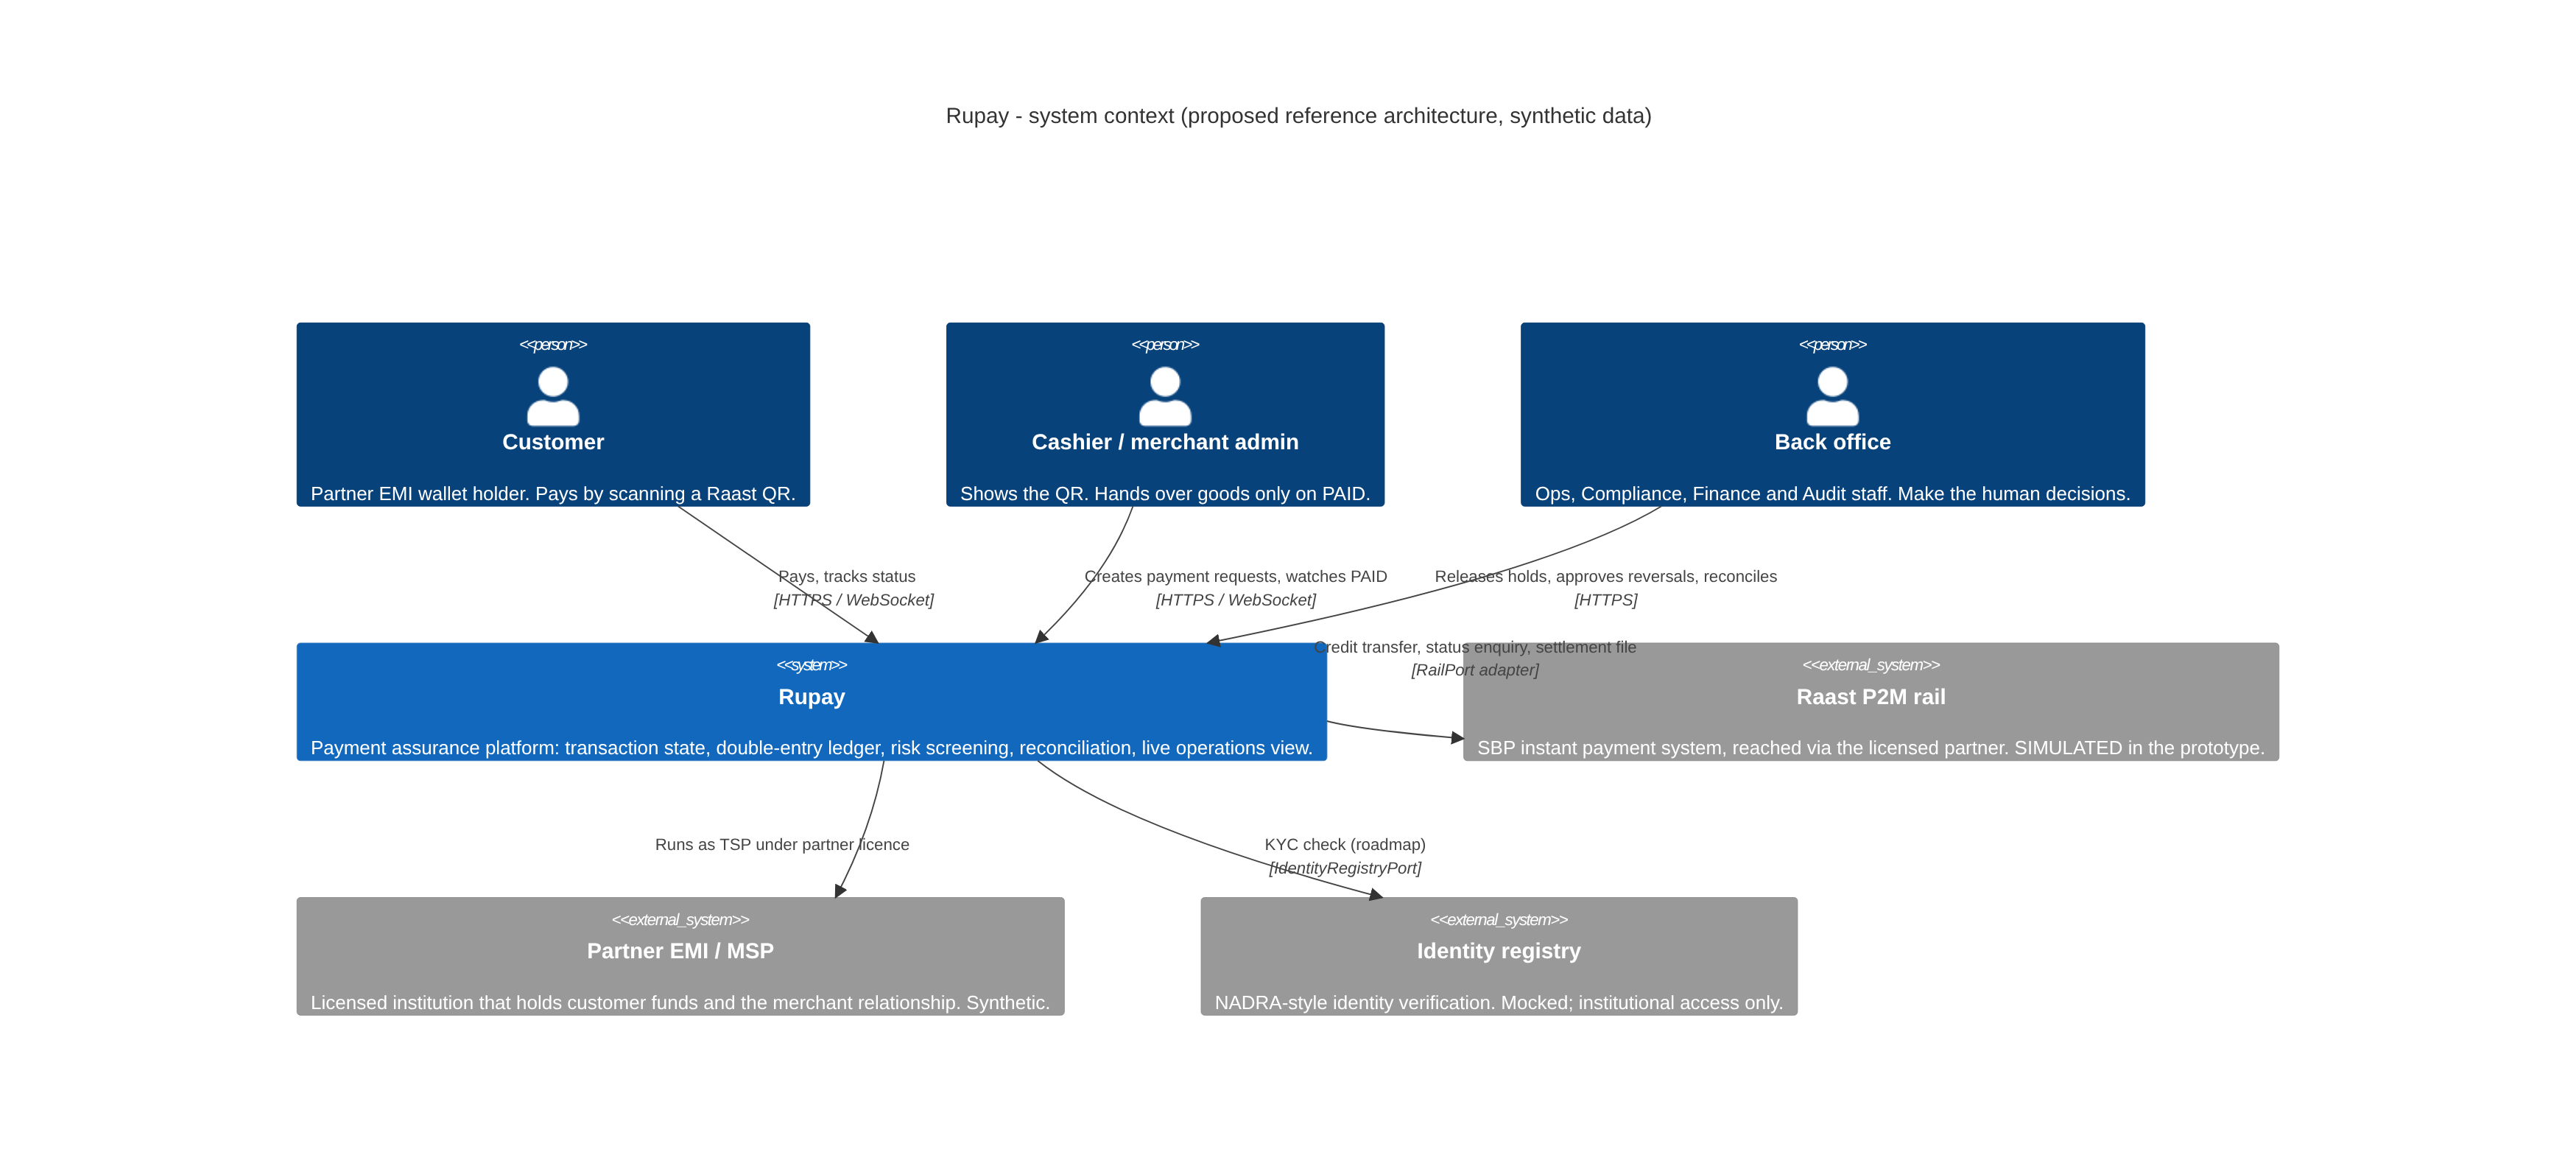 Rupay - system context (proposed reference architecture, synthetic data)
<<person>>
Customer
Partner EMI wallet holder. Pays by scanning a Raast QR.
<<person>>
Cashier / merchant admin
Shows the QR. Hands over goods only on PAID.
<<person>>
Back office
Ops, Compliance, Finance and Audit staff. Make the human decisions.
Pays, tracks status
[HTTPS / WebSocket]
Creates payment requests, watches PAID
[HTTPS / WebSocket]
Releases holds, approves reversals, reconciles
[HTTPS]
<<system>>
Rupay
Payment assurance platform: transaction state, double-entry ledger, risk screening, reconciliation, live operations view.
Credit transfer, status enquiry, settlement file
[RailPort adapter]
<<external_system>>
Raast P2M rail
SBP instant payment system, reached via the licensed partner. SIMULATED in the prototype.
Runs as TSP under partner licence
KYC check (roadmap)
[IdentityRegistryPort]
<<external_system>>
Partner EMI / MSP
Licensed institution that holds customer funds and the merchant relationship. Synthetic.
<<external_system>>
Identity registry
NADRA-style identity verification. Mocked; institutional access only.